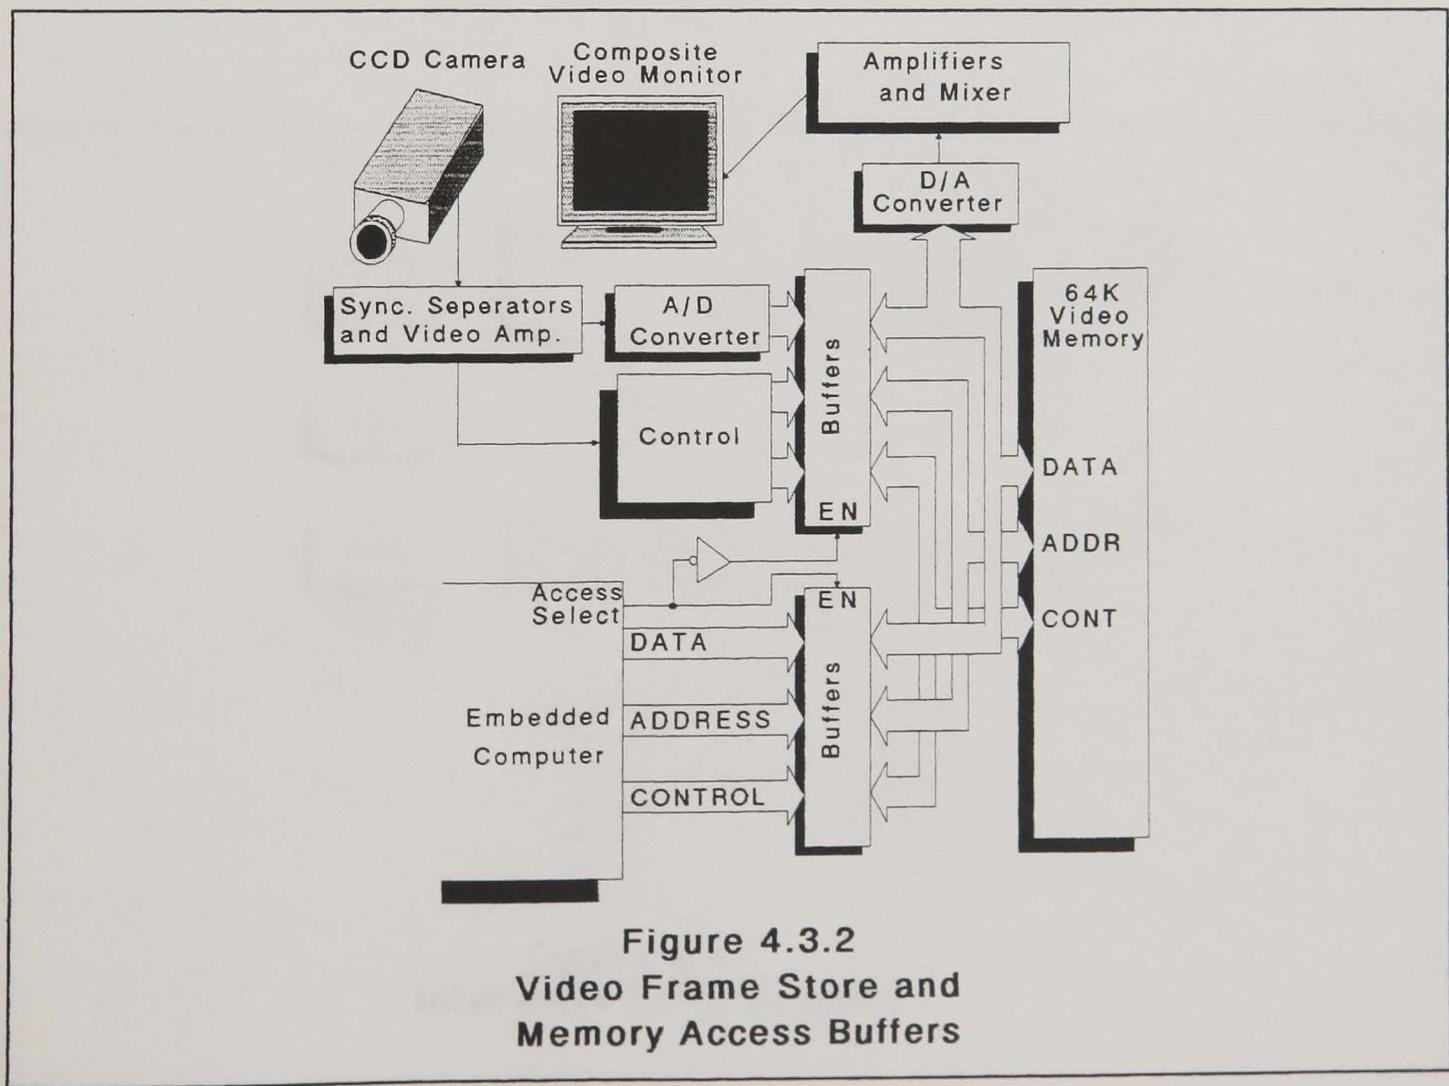 CCD Camera
Composite
Video Monitor
Amplifiers
and Mixer
D/A
Converter
Sync. Seperators
and Video Amp.
A/D
Converter
Buffers
64K
Video
Memory
Control
DATA
EN
ADDR
Access
Select
EN
CONT
DATA
Buffers
Embedded
Computer
ADDRESS
CONTROL
Figure 4.3.2
Video Frame Store and
Memory Access Buffers